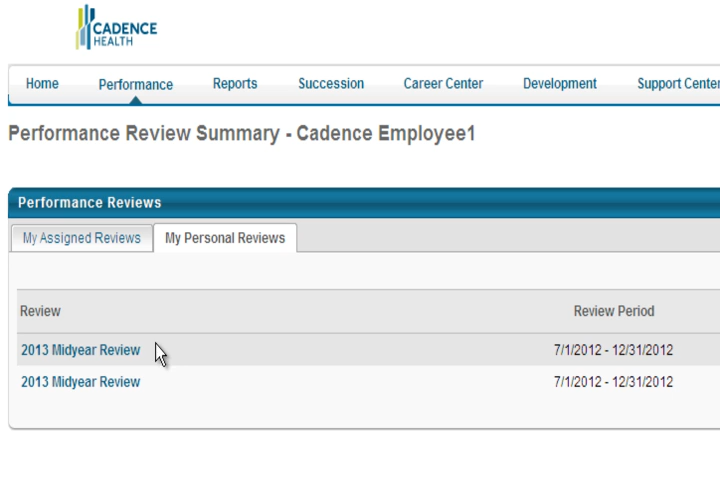 CADENCE
HEALTH
Home Performance Reports Succession Career Center Development Support Center
Performance Review Summary - Cadence Employee1
Performance Reviews
My Assigned Reviews My Personal Reviews
Review Review Period
2013 Midyear Review 7/1/2012 - 12/31/2012
2013 Midyear Review 7/1/2012 - 12/31/2012